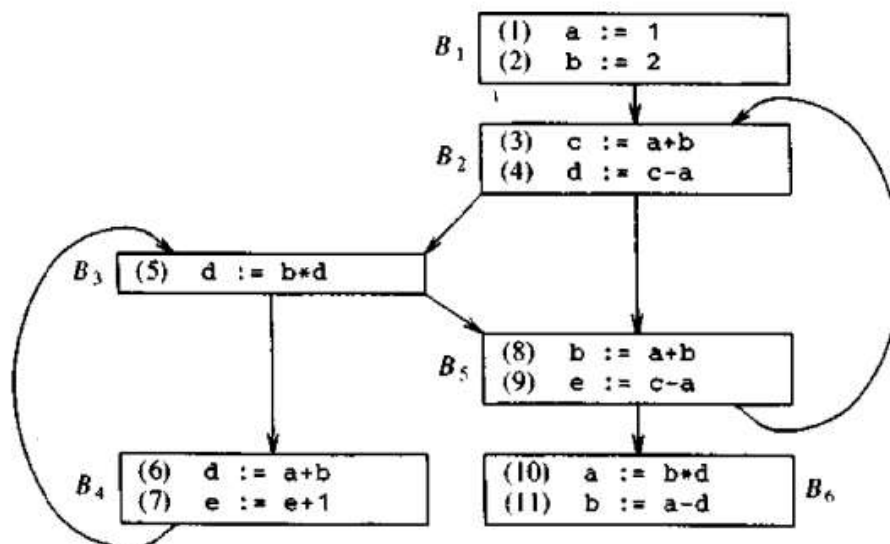 B1
(1) a := 1
(2) b := 2
B2
(3) c := a+b
(4) d := c-a
B3
(5) d := b*d
B5
(8) b := a+b
(9) e := c-a
B4
(6) d := a+b
(7) e := e+1
(10) a := b*d
(11) b := a-d
B6